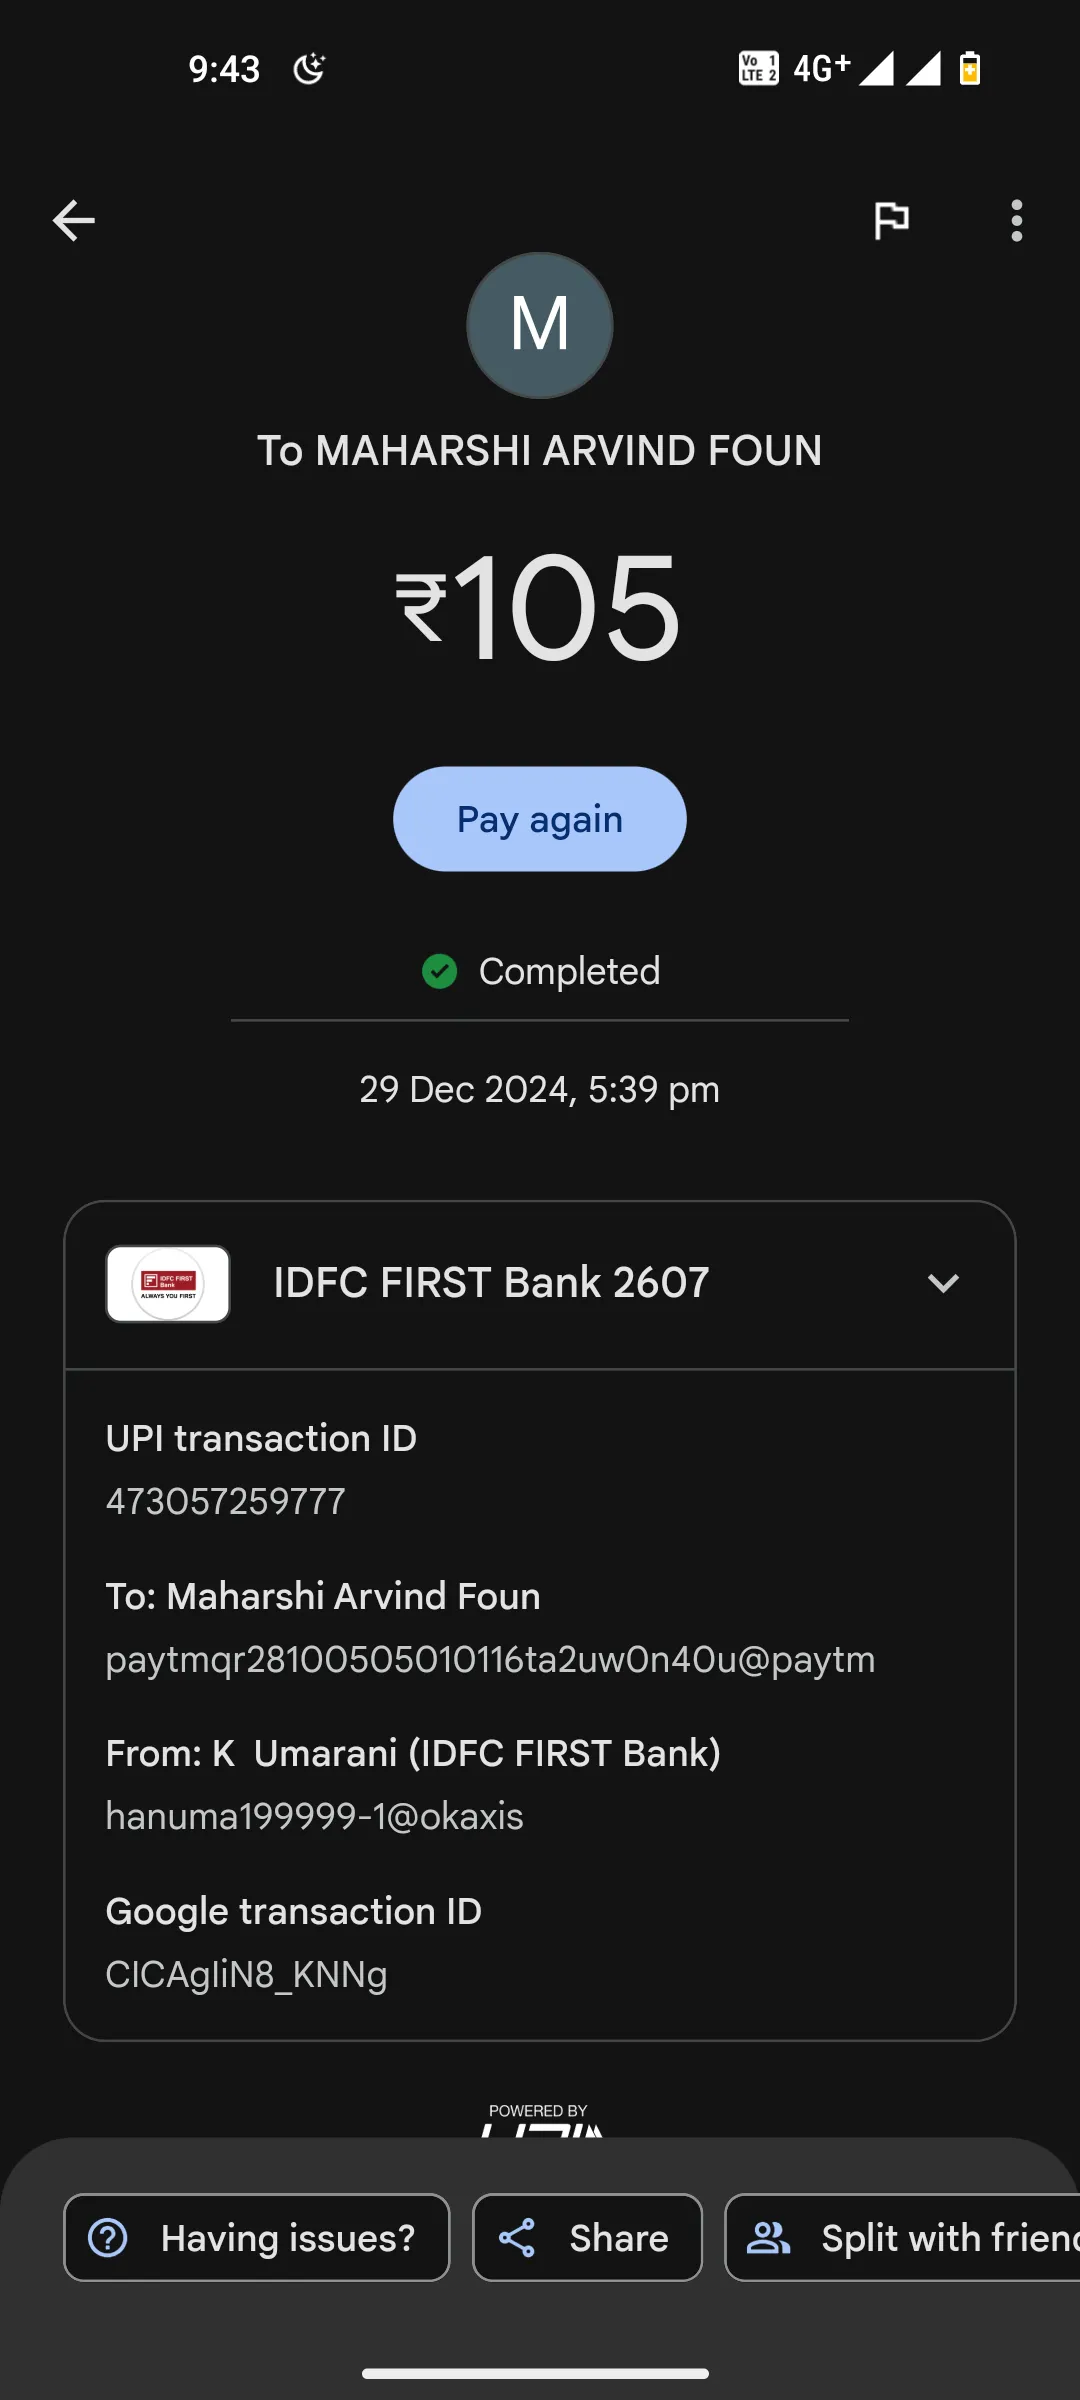 9:43
Vo 1
LTE 2
4G+
M
To MAHARSHI ARVIND FOUN
₹105
Pay again
Completed
29 Dec 2024, 5:39 pm
IDFC FIRST
Bank
ALWAYS YOU FIRST
IDFC FIRST Bank 2607
UPI transaction ID
473057259777
To: Maharshi Arvind Foun
paytmqr28100505010116ta2uw0n40u@paytm
From: K  Umarani (IDFC FIRST Bank)
hanuma199999-1@okaxis
Google transaction ID
CICAgIiN8_KNNg
POWERED BY
Having issues?
Share
Split with frien